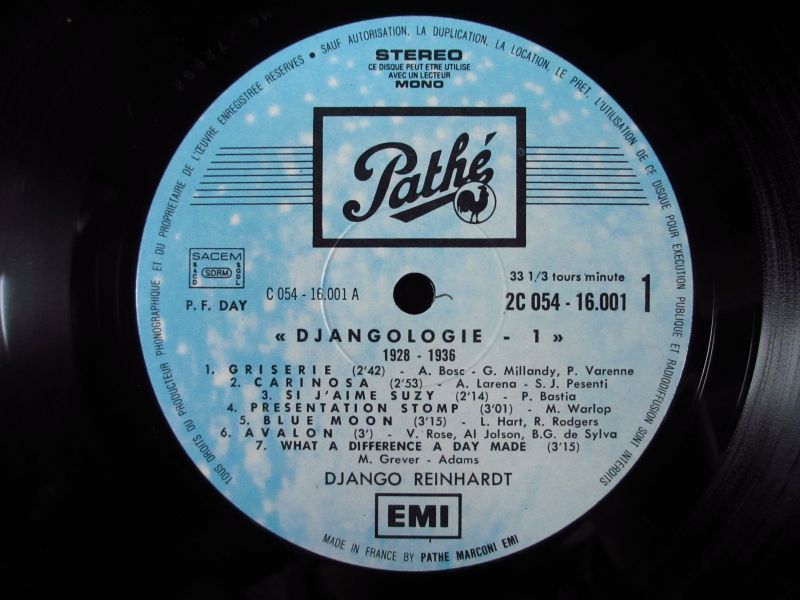 TOUS DROITS DU PRODUCTEUR PHONOGRAPHIQUE ET DU PROPRIETAIRE DE L'ŒUVRE ENREGISTREE RESERVES • SAUF AUTORISATION, LA DUPLICATION, LA LOCATION, LE PRET, L'UTILISATION DE CE DISQUE POUR EXECUTION PUBLIQUE ET RADIODIFFUSION SONT INTERDITS
STEREO
CE DISQUE PEUT ETRE UTILISE
AVEC UN LECTEUR
MONO
Pathé
SACEM
SACD SDRM SGDL
P. F. DAY
C 054 - 16.001 A
33 1/3 tours minute
2C 054 - 16.001 1
« DJANGOLOGIE - 1 »
1928 - 1936
1. GRISERIE (2'42) - A. Bosc - G. Millandy, P. Varenne
2. CARINOSA (2'53) - A. Larena - S. J. Pesenti
3. SI J'AIME SUZY (2'14) - P. Bastia
4. PRESENTATION STOMP (3'01) - M. Warlop
5. BLUE MOON (3'15) - L. Hart, R. Rodgers
6. AVALON (3') - V. Rose, Al Jolson, B.G. de Sylva
7. WHAT A DIFFERENCE A DAY MADE (3'15)
M. Grever - Adams
DJANGO REINHARDT
EMI
MADE IN FRANCE BY PATHE MARCONI EMI